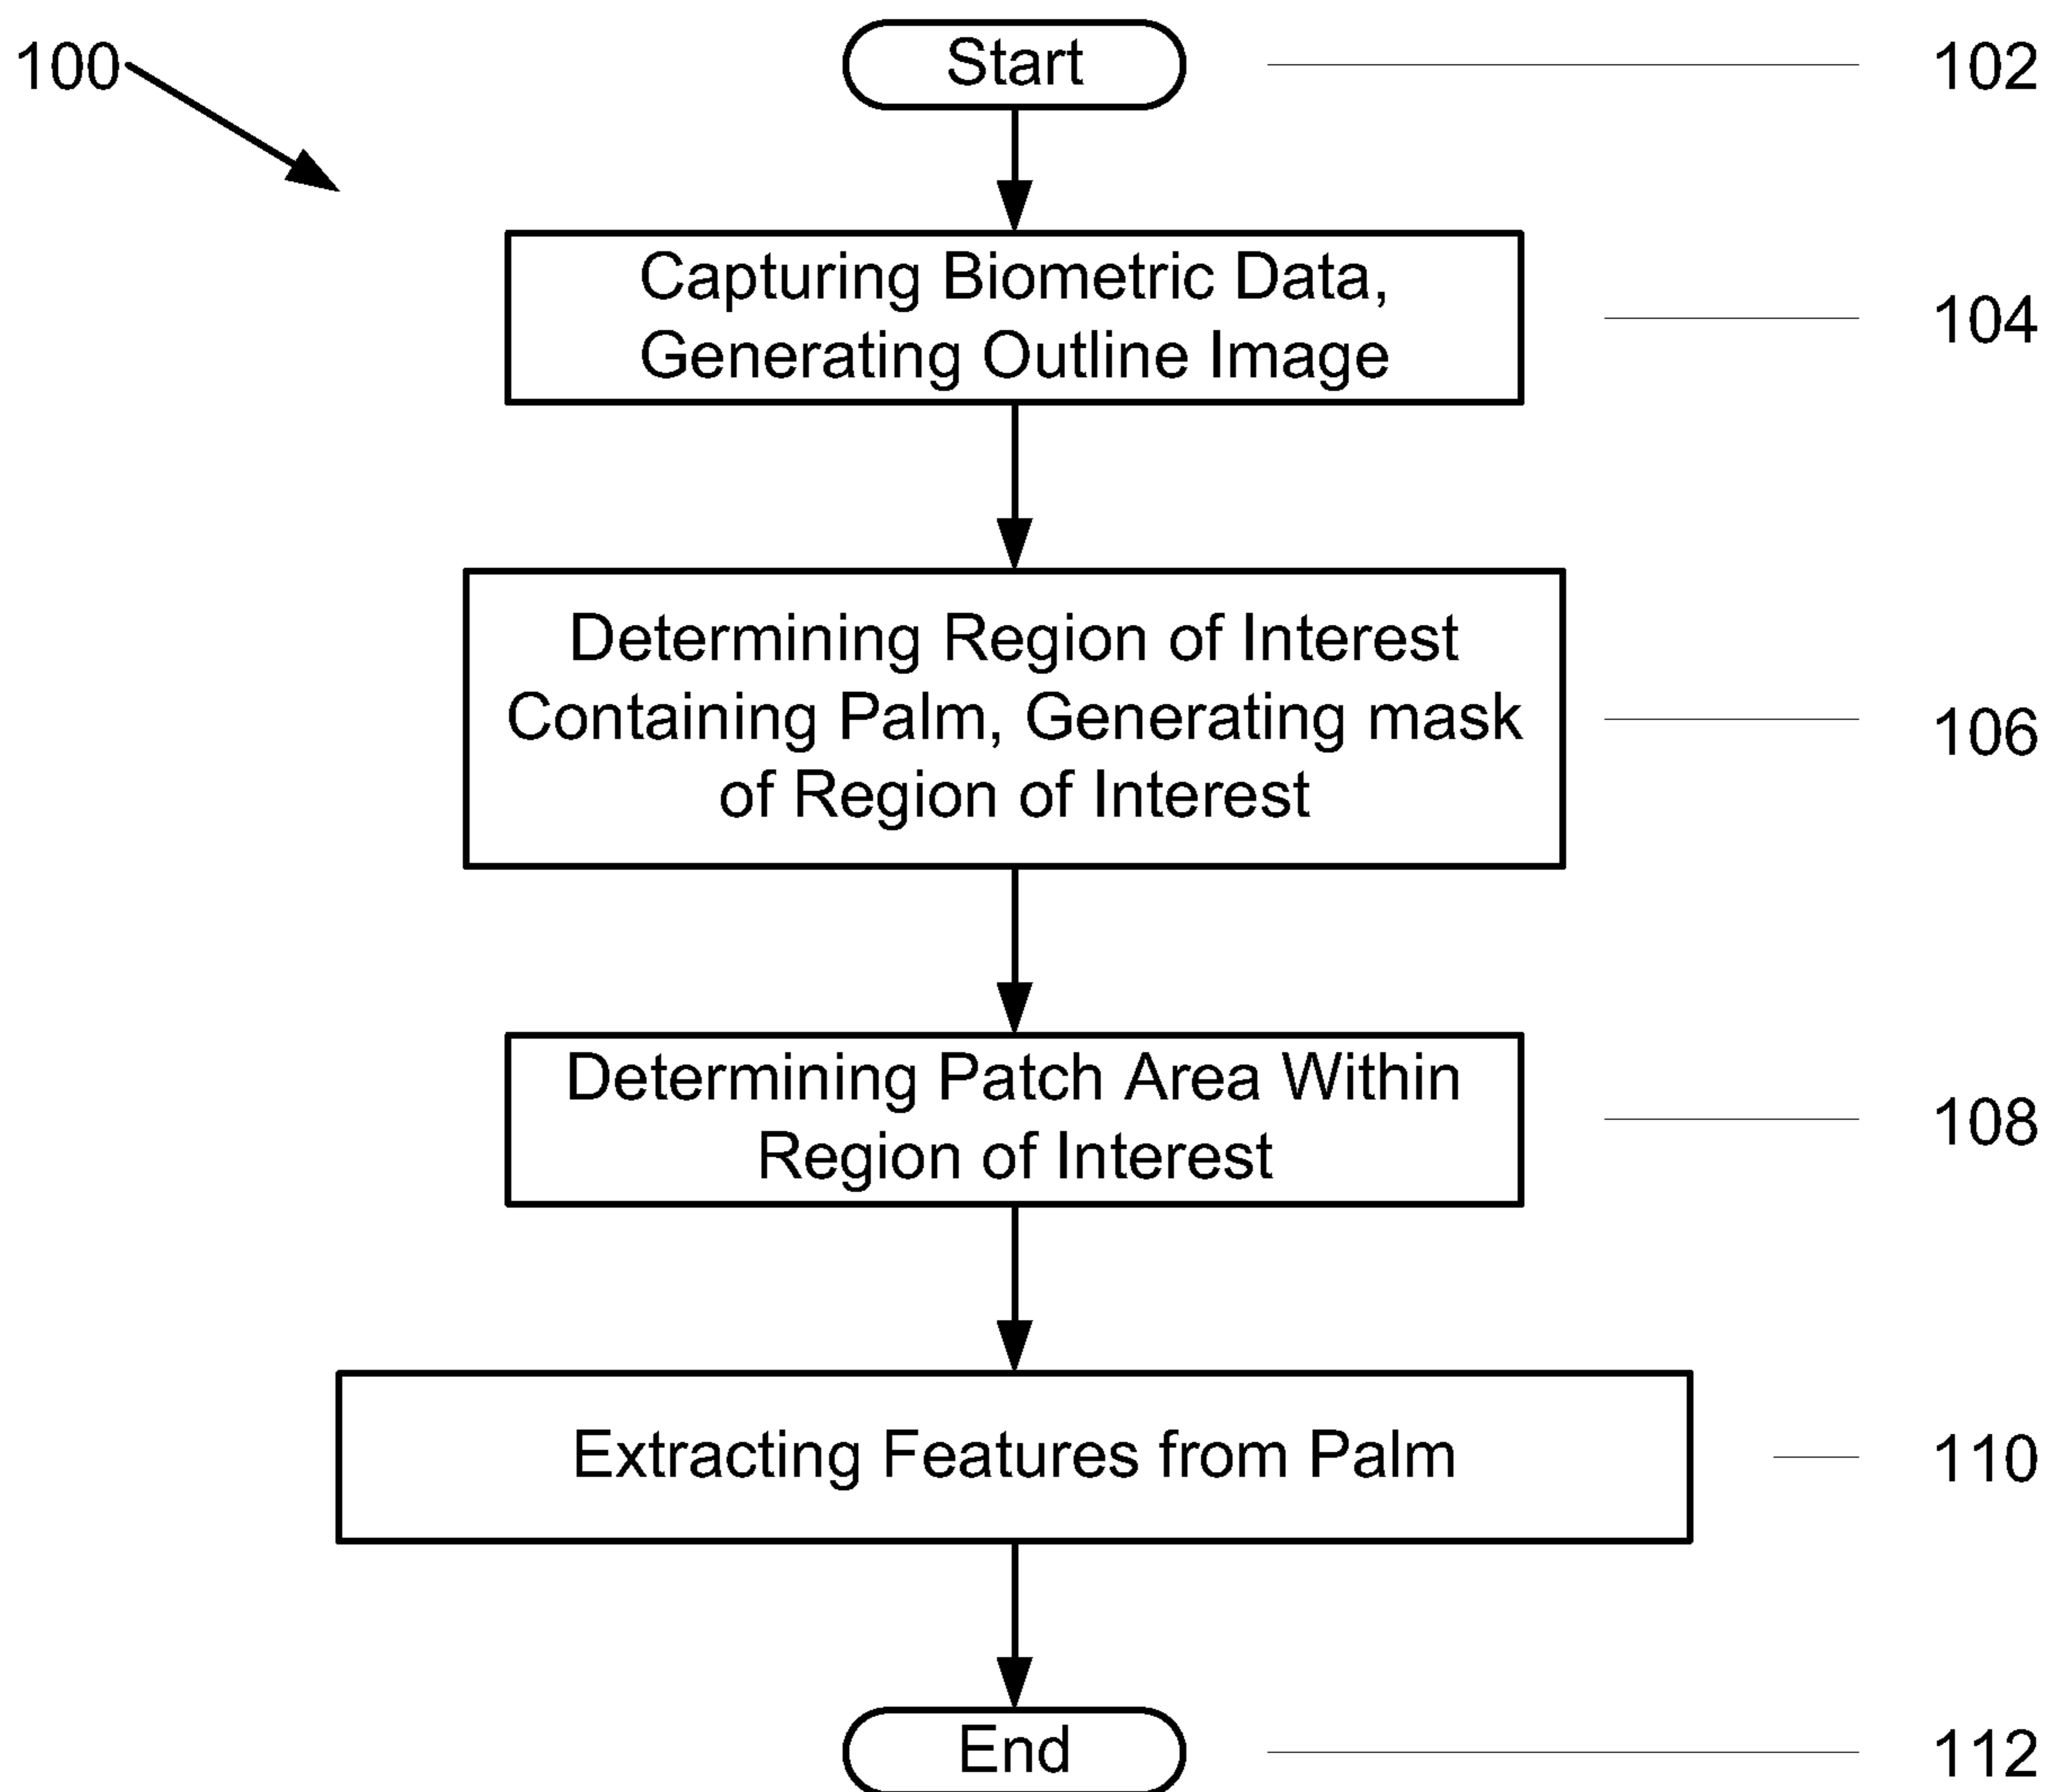 100
Start
102
Capturing Biometric Data,
Generating Outline Image
104
Determining Region of Interest
Containing Palm, Generating mask
of Region of Interest
106
Determining Patch Area Within
Region of Interest
108
Extracting Features from Palm
110
End
112